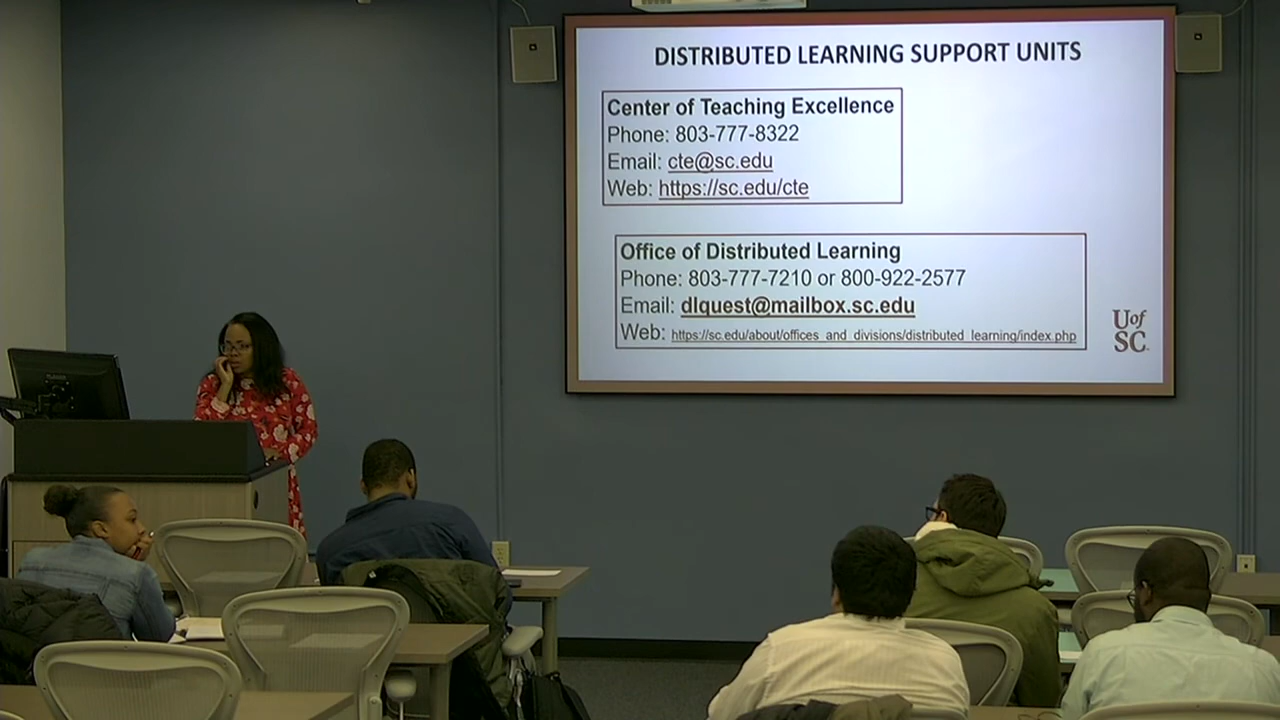 DISTRIBUTED LEARNING SUPPORT UNITS
Center of Teaching Excellence
Phone: 803-777-8322
Email: cte@sc.edu
Web: https://sc.edu/cte
Office of Distributed Learning
Phone: 803-777-7210 or 800-922-2577
Email: dlquest@mailbox.sc.edu
Web: https://sc.edu/about/offices_and_divisions/distributed_learning/index.php
Uof
SC